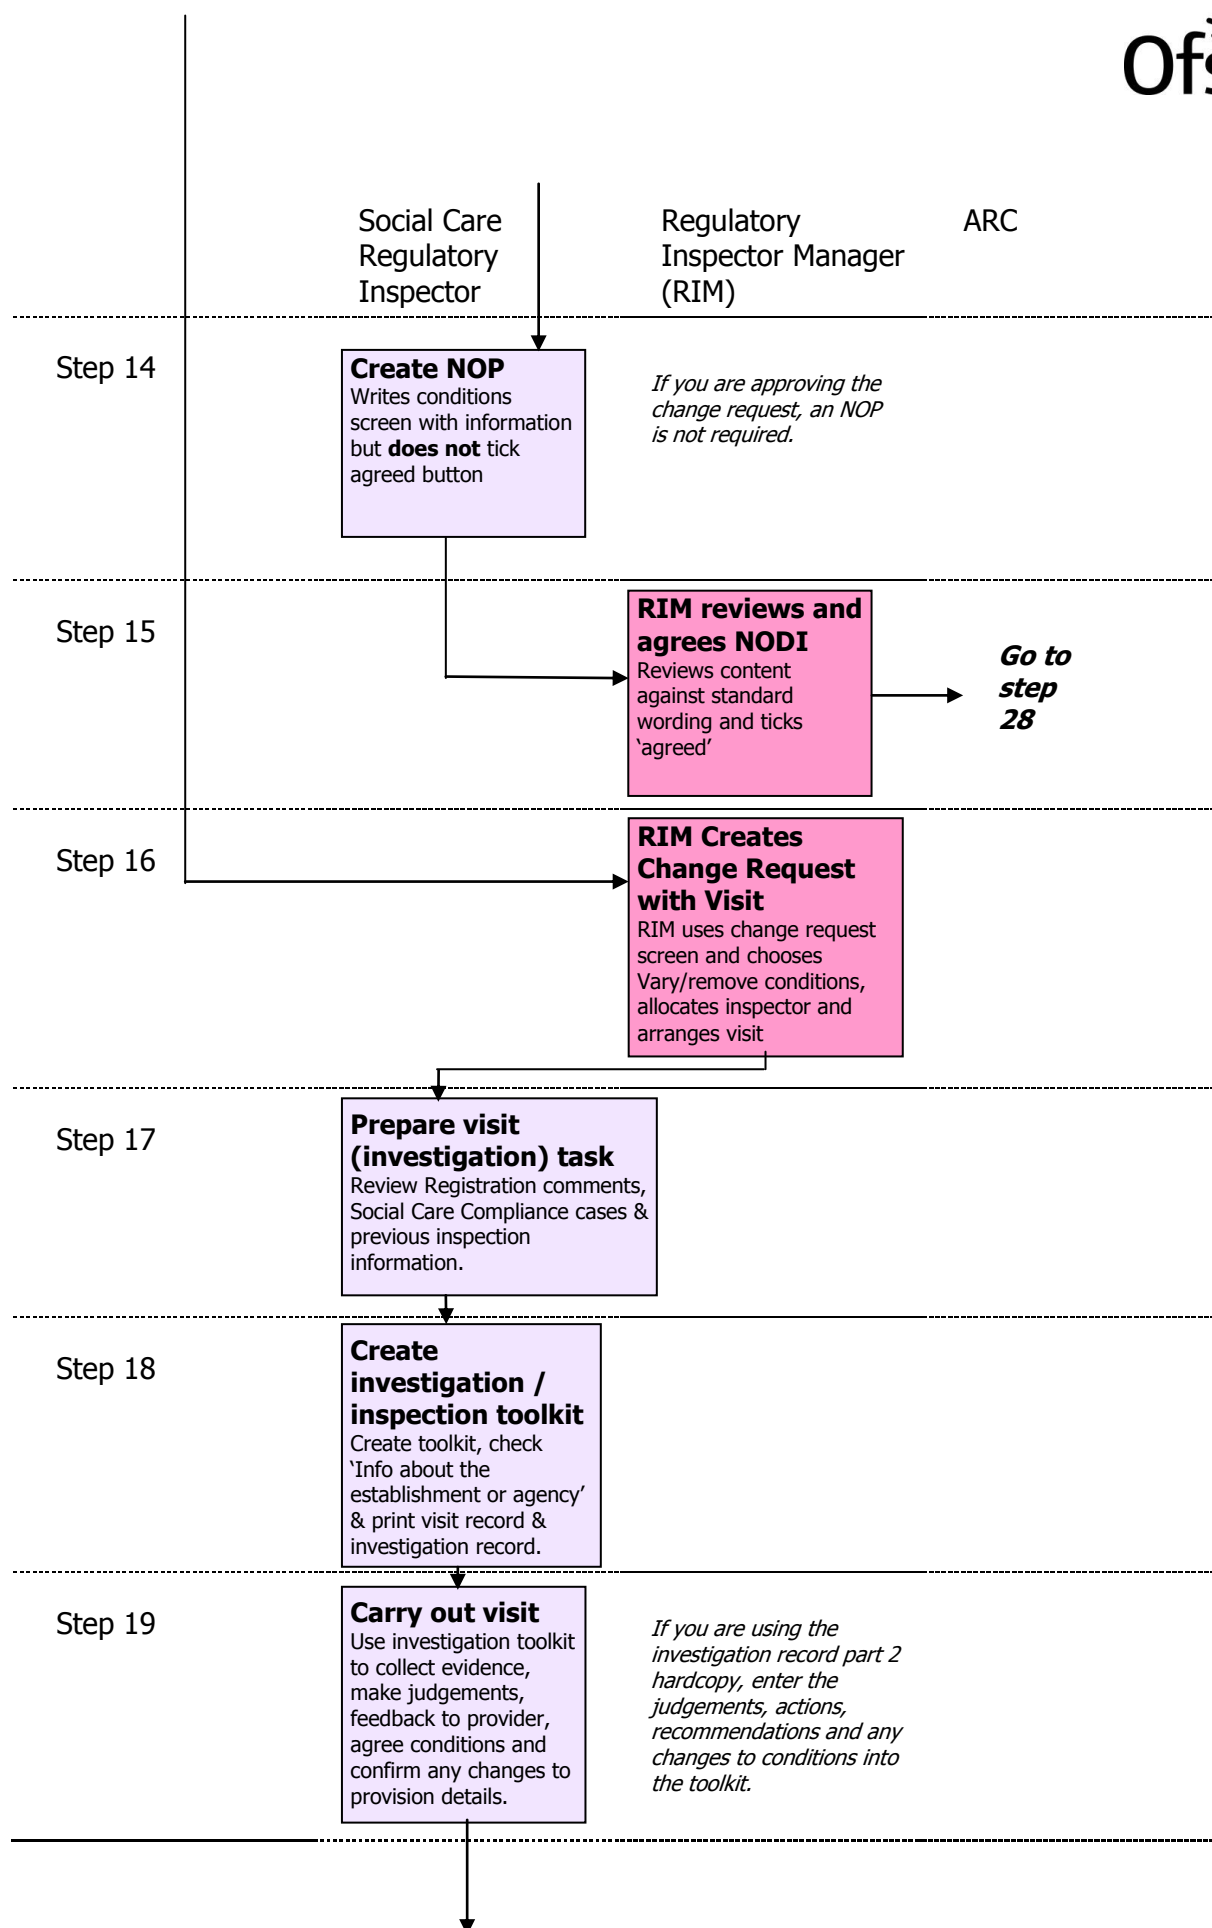 Ofs
Social Care
Regulatory
Inspector
Regulatory
Inspector Manager
(RIM)
ARC
Step 14
Create NOP
Writes conditions
screen with information
but does not tick
agreed button
If you are approving the
change request, an NOP
is not required.
Step 15
RIM reviews and
agrees NODI
Reviews content
against standard
wording and ticks
‘agreed’
Go to
step
28
Step 16
RIM Creates
Change Request
with Visit
RIM uses change request
screen and chooses
Vary/remove conditions,
allocates inspector and
arranges visit
Step 17
Prepare visit
(investigation) task
Review Registration comments,
Social Care Compliance cases &
previous inspection
information.
Step 18
Create
investigation /
inspection toolkit
Create toolkit, check
‘Info about the
establishment or agency’
& print visit record &
investigation record.
Step 19
Carry out visit
Use investigation toolkit
to collect evidence,
make judgements,
feedback to provider,
agree conditions and
confirm any changes to
provision details.
If you are using the
investigation record part 2
hardcopy, enter the
judgements, actions,
recommendations and any
changes to conditions into
the toolkit.